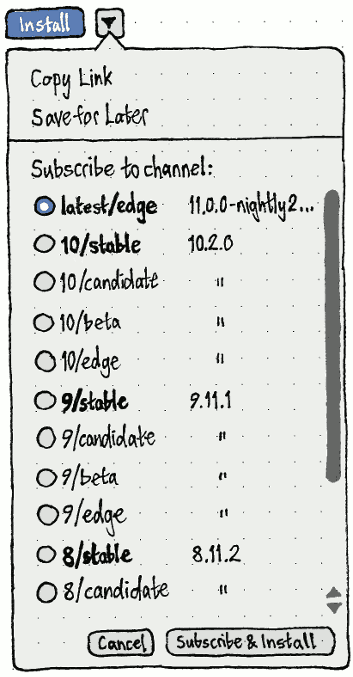 Install
Copy Link
Save for Later
Subscribe to channel:
latest/edge 11.0.0-nightly2...
10/stable 10.2.0
10/candidate "
10/beta "
10/edge "
9/stable 9.11.1
9/candidate "
9/beta "
9/edge "
8/stable 8.11.2
8/candidate "
Cancel Subscribe & Install